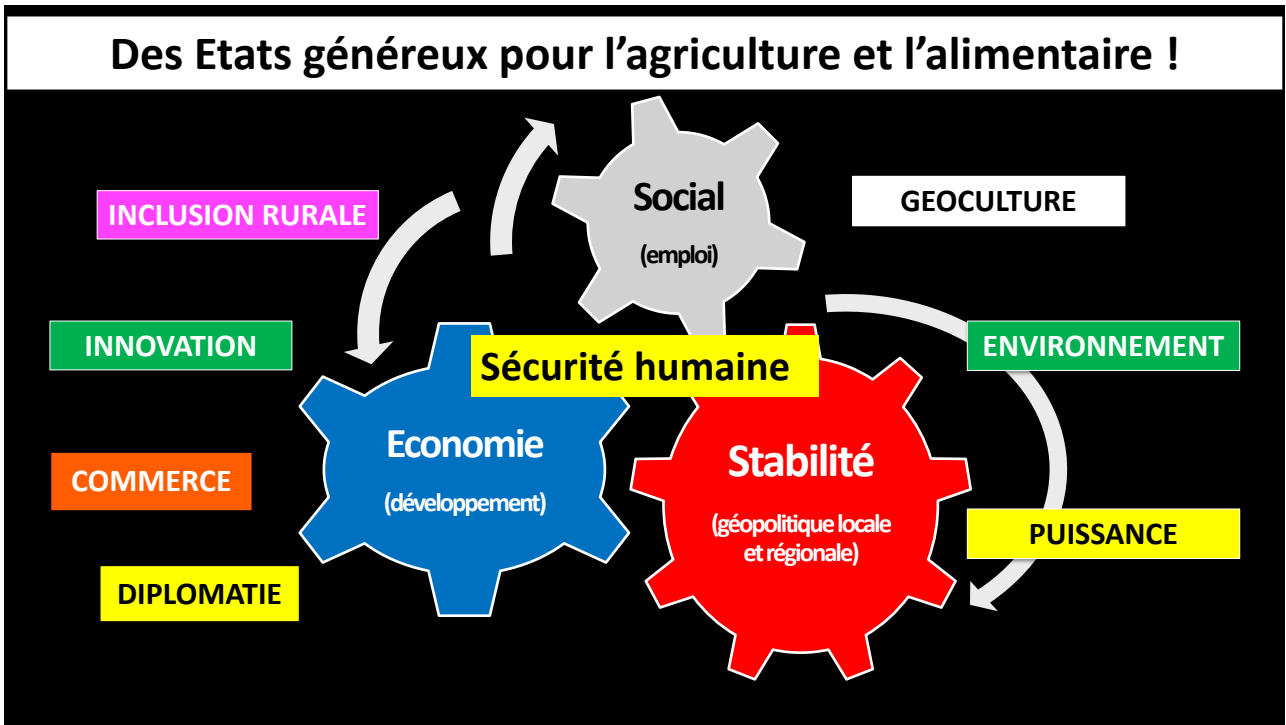 Des Etats généreux pour l’agriculture et l’alimentaire !
Social
(emploi)
INCLUSION RURALE
GEOCULTURE
INNOVATION
ENVIRONNEMENT
Sécurité humaine
Economie
(développement)
Stabilité
(géopolitique locale
et régionale)
COMMERCE
PUISSANCE
DIPLOMATIE